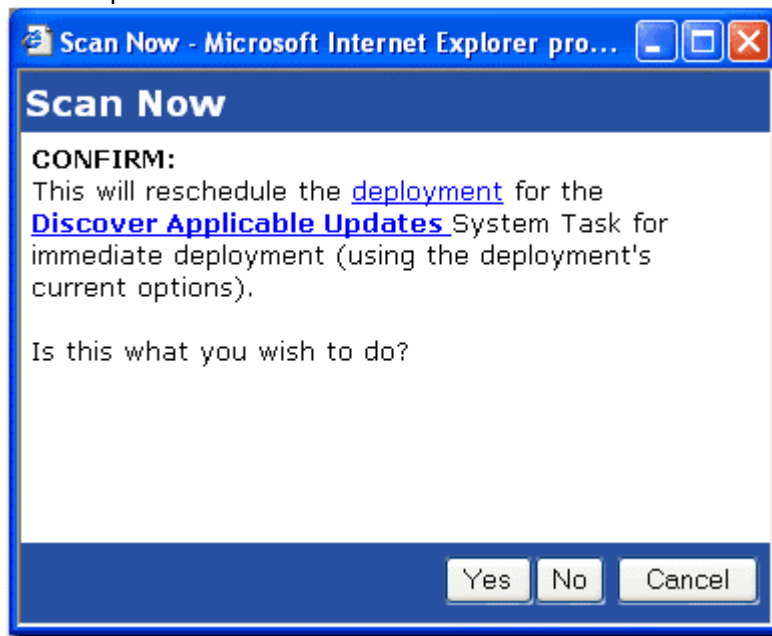 Scan Now - Microsoft Internet Explorer pro...
Scan Now
CONFIRM:
This will reschedule the deployment for the
Discover Applicable Updates System Task for
immediate deployment (using the deployment's
current options).
Is this what you wish to do?
Yes No Cancel